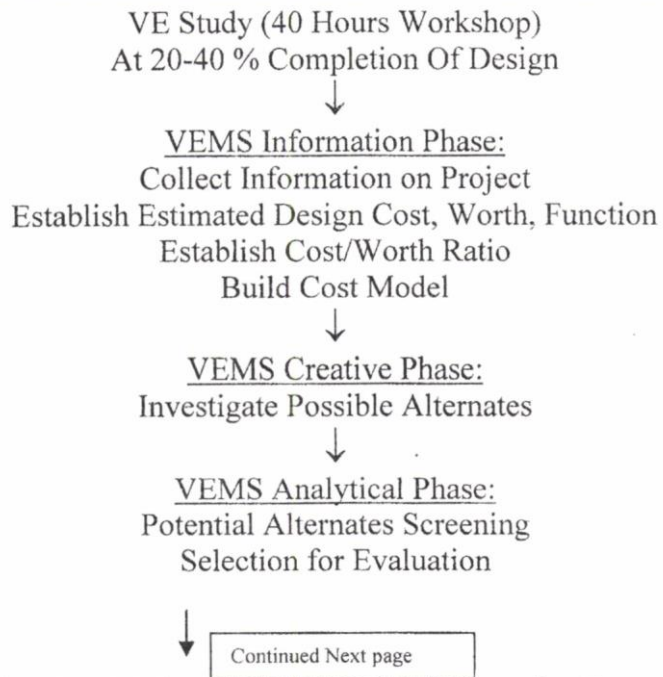 VE Study (40 Hours Workshop)
At 20-40 % Completion Of Design
VEMS Information Phase:
Collect Information on Project
Establish Estimated Design Cost, Worth, Function
Establish Cost/Worth Ratio
Build Cost Model
VEMS Creative Phase:
Investigate Possible Alternates
VEMS Analytical Phase:
Potential Alternates Screening
Selection for Evaluation
Continued Next page